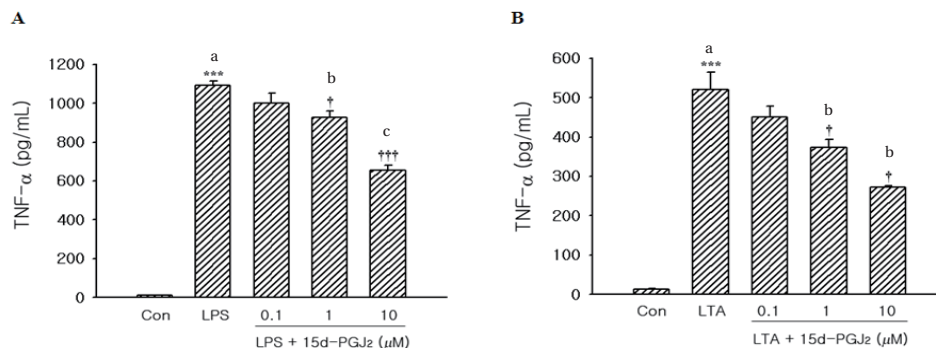 A
TNF-α (pg/mL)
1200
1000
800
600
400
200
0
a
***
b
†
c
†††
Con LPS 0.1 1 10
LPS + 15d-PGJ₂ (μM)
B
TNF-α (pg/mL)
600
500
400
300
200
100
0
a
***
b
†
b
†
Con LTA 0.1 1 10
LTA + 15d-PGJ₂ (μM)